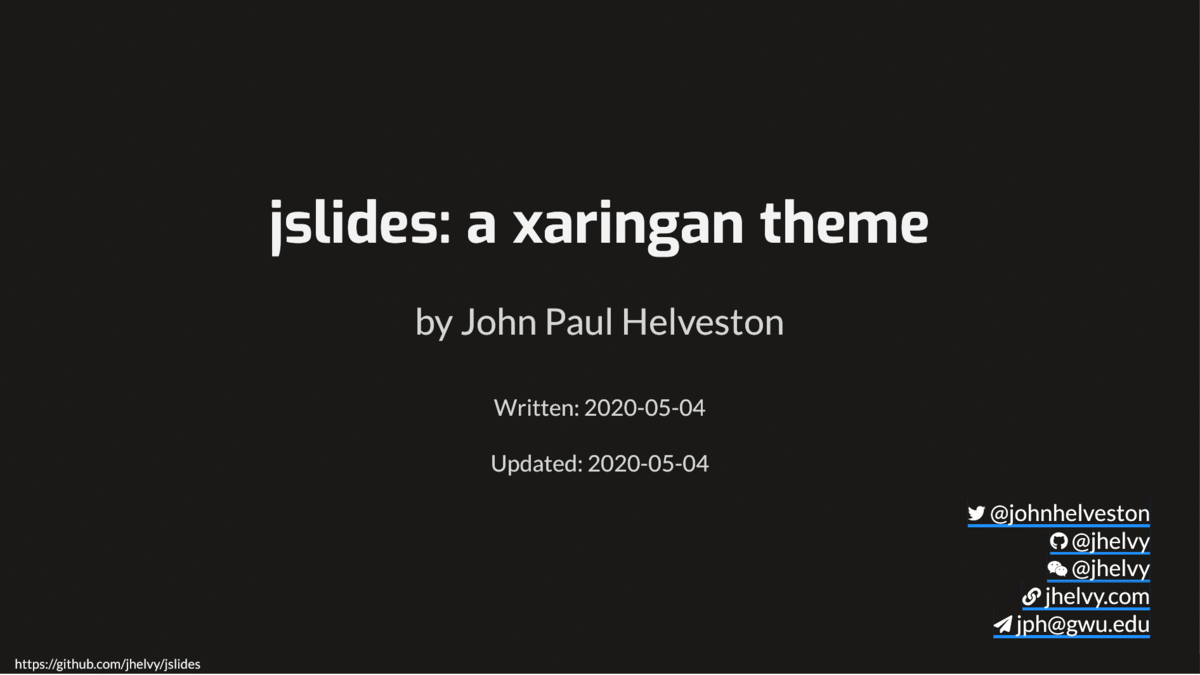 jslides: a xaringan theme
by John Paul Helveston
Written: 2020-05-04
Updated: 2020-05-04
@johnhelveston
@jhelvy
@jhelvy
jhelvy.com
jph@gwu.edu
https://github.com/jhelvy/jslides